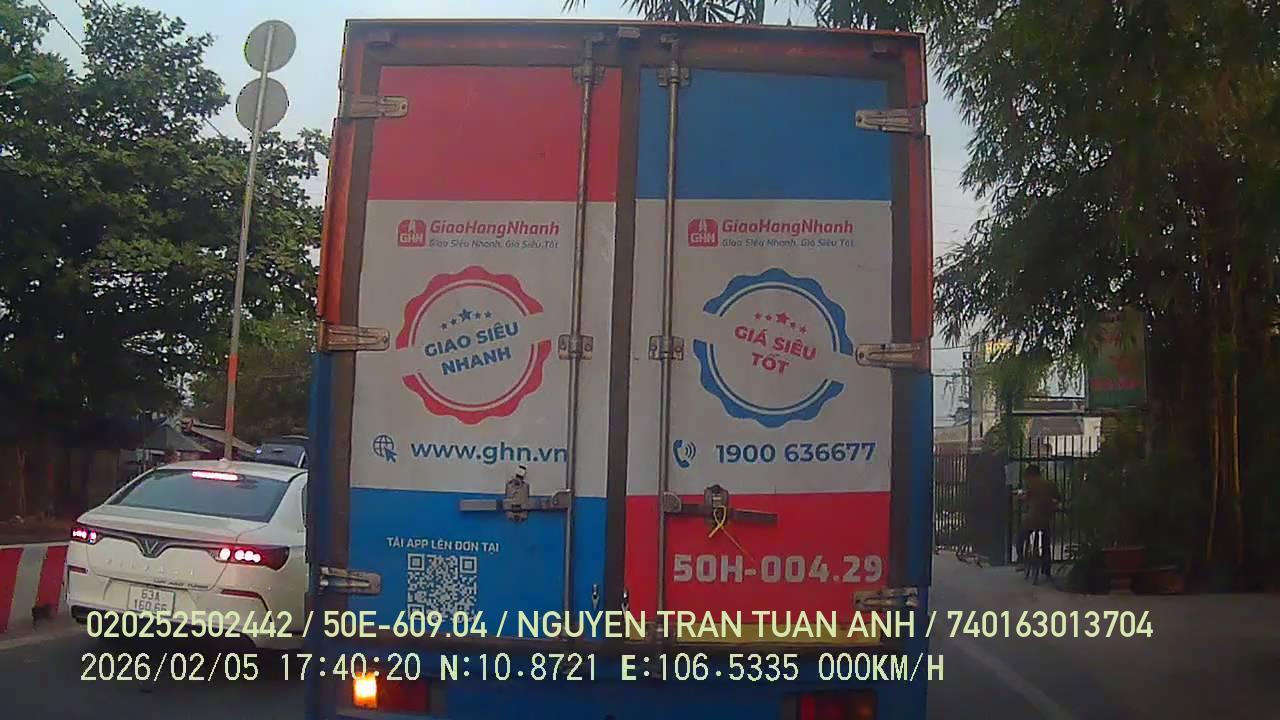 GHN GiaoHangNhanh
Giao Siêu Nhanh, Giá Siêu Tốt
GHN GiaoHangNhanh
Giao Siêu Nhanh, Giá Siêu Tốt
GIAO SIÊU
NHANH
GIÁ SIÊU
TỐT
www.ghn.vn
1900 636677
TẢI APP LÊN ĐƠN TẠI
50H-004.29
63A
160.66
020252502442 / 50E-609.04 / NGUYEN TRAN TUAN ANH / 740163013704
2026/02/05 17:40:20 N:10.8721 E:106.5335 000KM/H